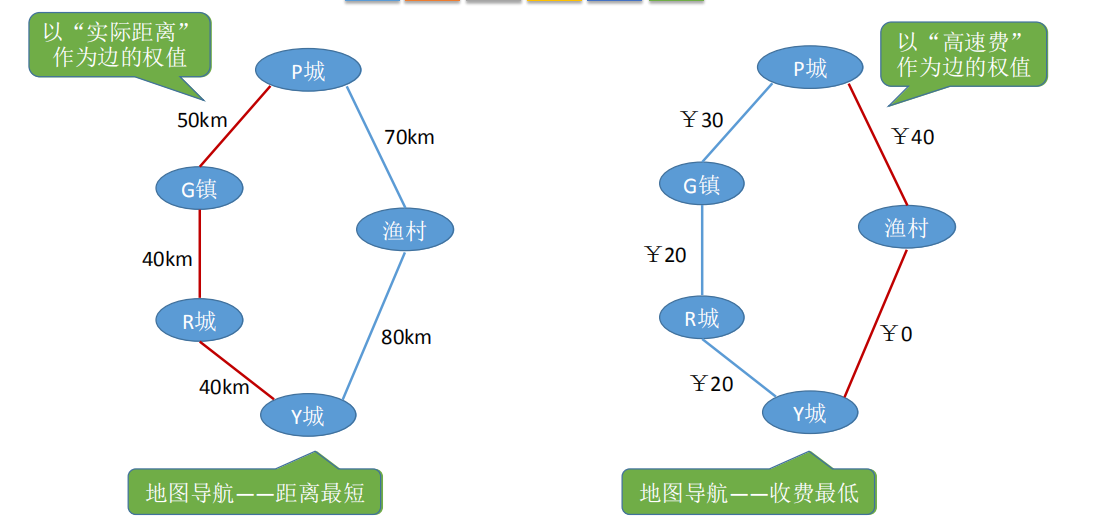 以“实际距离”
作为边的权值
P城
50km
70km
G镇
渔村
40km
R城
80km
40km
Y城
地图导航——距离最短
以“高速费”
作为边的权值
P城
￥30
￥40
G镇
渔村
￥20
R城
￥0
￥20
Y城
地图导航——收费最低